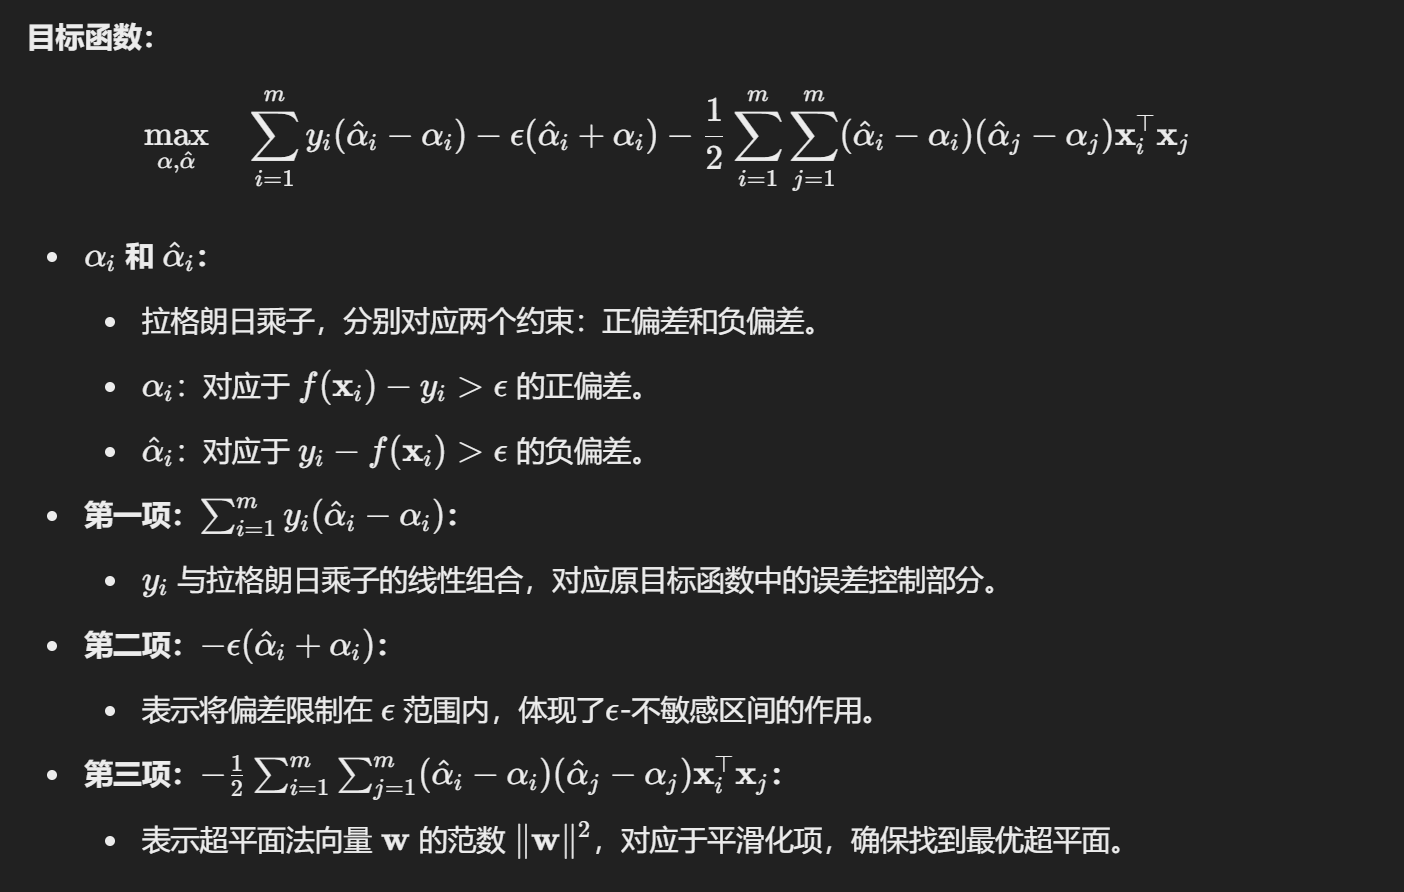 目标函数：
$$\max_{\alpha,\hat{\alpha}} \quad \sum_{i=1}^{m} y_i(\hat{\alpha}_i - \alpha_i) - \epsilon(\hat{\alpha}_i + \alpha_i) - \frac{1}{2}\sum_{i=1}^{m}\sum_{j=1}^{m}(\hat{\alpha}_i - \alpha_i)(\hat{\alpha}_j - \alpha_j)\mathbf{x}_i^\top\mathbf{x}_j$$
• $\alpha_i$ 和 $\hat{\alpha}_i$：
• 拉格朗日乘子，分别对应两个约束：正偏差和负偏差。
• $\alpha_i$：对应于 $f(\mathbf{x}_i) - y_i > \epsilon$ 的正偏差。
• $\hat{\alpha}_i$：对应于 $y_i - f(\mathbf{x}_i) > \epsilon$ 的负偏差。
• 第一项：$\sum_{i=1}^{m} y_i(\hat{\alpha}_i - \alpha_i)$：
• $y_i$ 与拉格朗日乘子的线性组合，对应原目标函数中的误差控制部分。
• 第二项：$-\epsilon(\hat{\alpha}_i + \alpha_i)$：
• 表示将偏差限制在 $\epsilon$ 范围内，体现了$\epsilon$-不敏感区间的作用。
• 第三项：$-\frac{1}{2}\sum_{i=1}^{m}\sum_{j=1}^{m}(\hat{\alpha}_i - \alpha_i)(\hat{\alpha}_j - \alpha_j)\mathbf{x}_i^\top\mathbf{x}_j$：
• 表示超平面法向量 $\mathbf{w}$ 的范数 $\|\mathbf{w}\|^2$，对应于平滑化项，确保找到最优超平面。